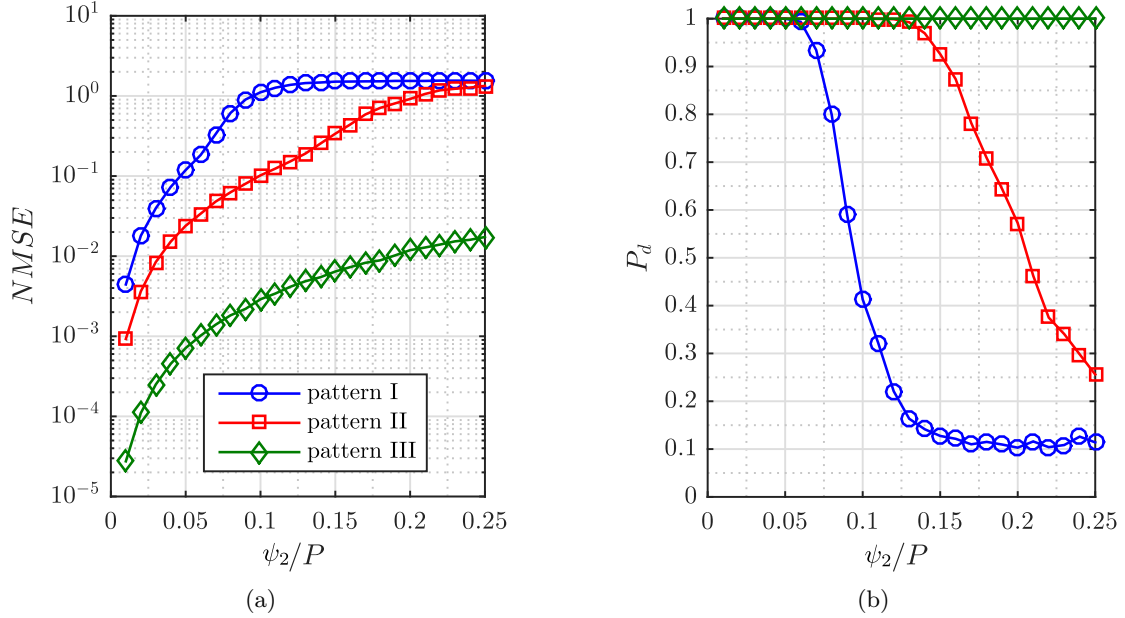 10^1
10^0
10^-1
10^-2
10^-3
10^-4
10^-5
NMSE
0 0.05 0.1 0.15 0.2 0.25
ψ₂/P
pattern I
pattern II
pattern III
(a)
1
0.9
0.8
0.7
0.6
0.5
0.4
0.3
0.2
0.1
0
P_d
0 0.05 0.1 0.15 0.2 0.25
ψ₂/P
(b)